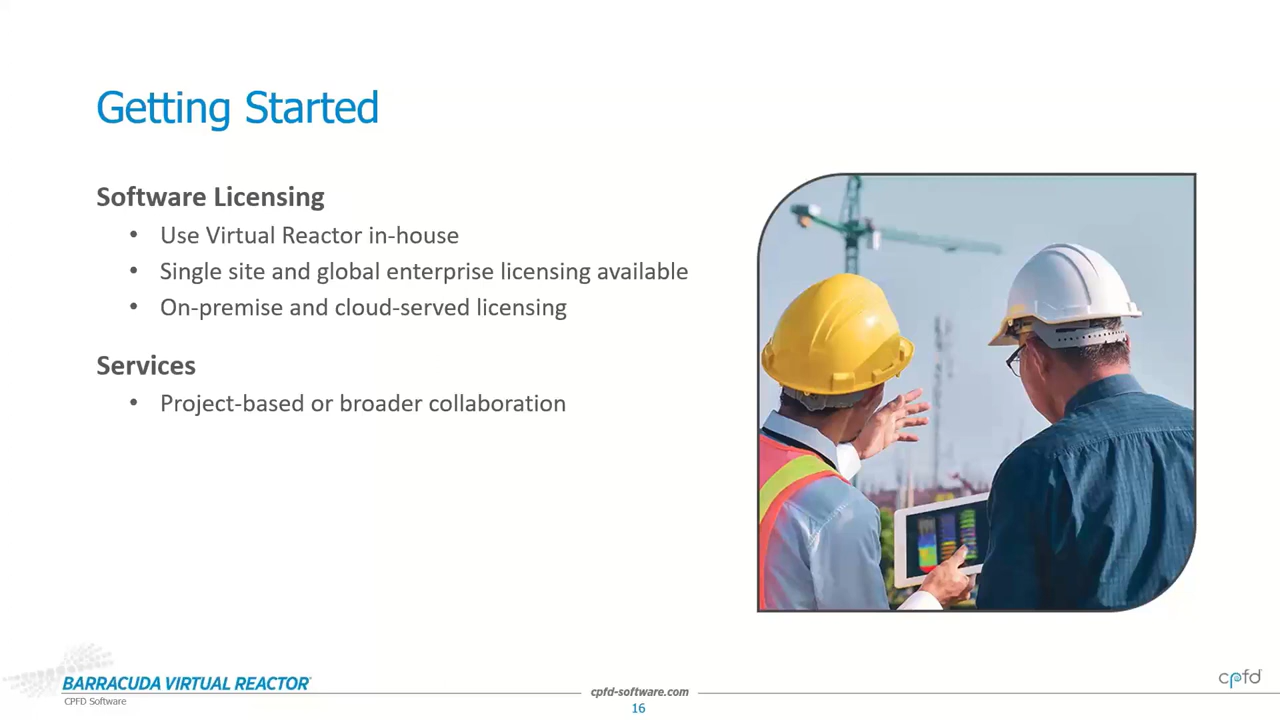 Getting Started
Software Licensing
• Use Virtual Reactor in-house
• Single site and global enterprise licensing available
• On-premise and cloud-served licensing
Services
• Project-based or broader collaboration
BARRACUDA VIRTUAL REACTOR
CPFD Software
cpfd-software.com
16
cpfd